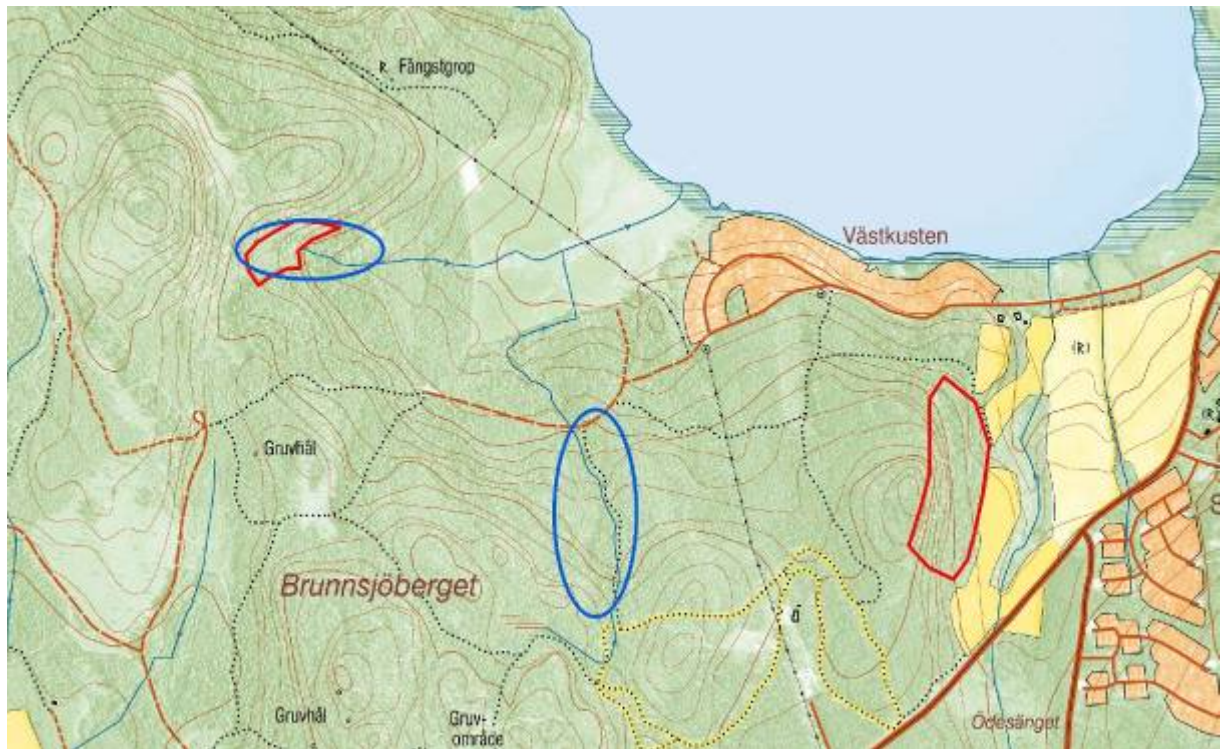 R Fångstgrop
Västkusten
(R)
(R)
Gruvhål
Brunnsjöberget
Gruvhål
Gruv-
område
Ödesänget
S